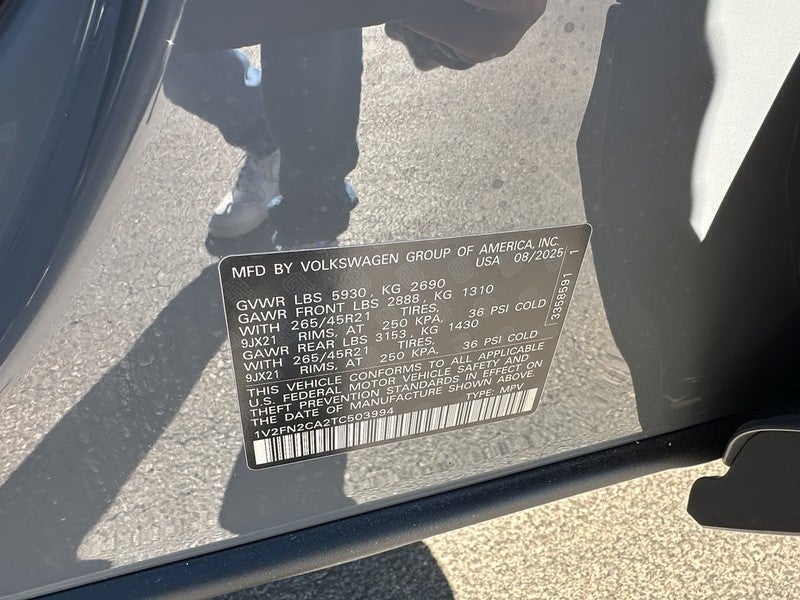 MFD BY VOLKSWAGEN GROUP OF AMERICA, INC.
USA 08/2025
GVWR LBS 5930, KG 2690
GAWR FRONT LBS 2888, KG 1310
WITH 265/45R21 TIRES,
9JX21 RIMS, AT 250 KPA, 36 PSI COLD
GAWR REAR LBS 3153, KG 1430
WITH 265/45R21 TIRES,
9JX21 RIMS, AT 250 KPA, 36 PSI COLD
THIS VEHICLE CONFORMS TO ALL APPLICABLE
U.S. FEDERAL MOTOR VEHICLE SAFETY AND
THEFT PREVENTION STANDARDS IN EFFECT ON
THE DATE OF MANUFACTURE SHOWN ABOVE.
1V2FN2CA2TC503994 TYPE: MPV
3358591 1